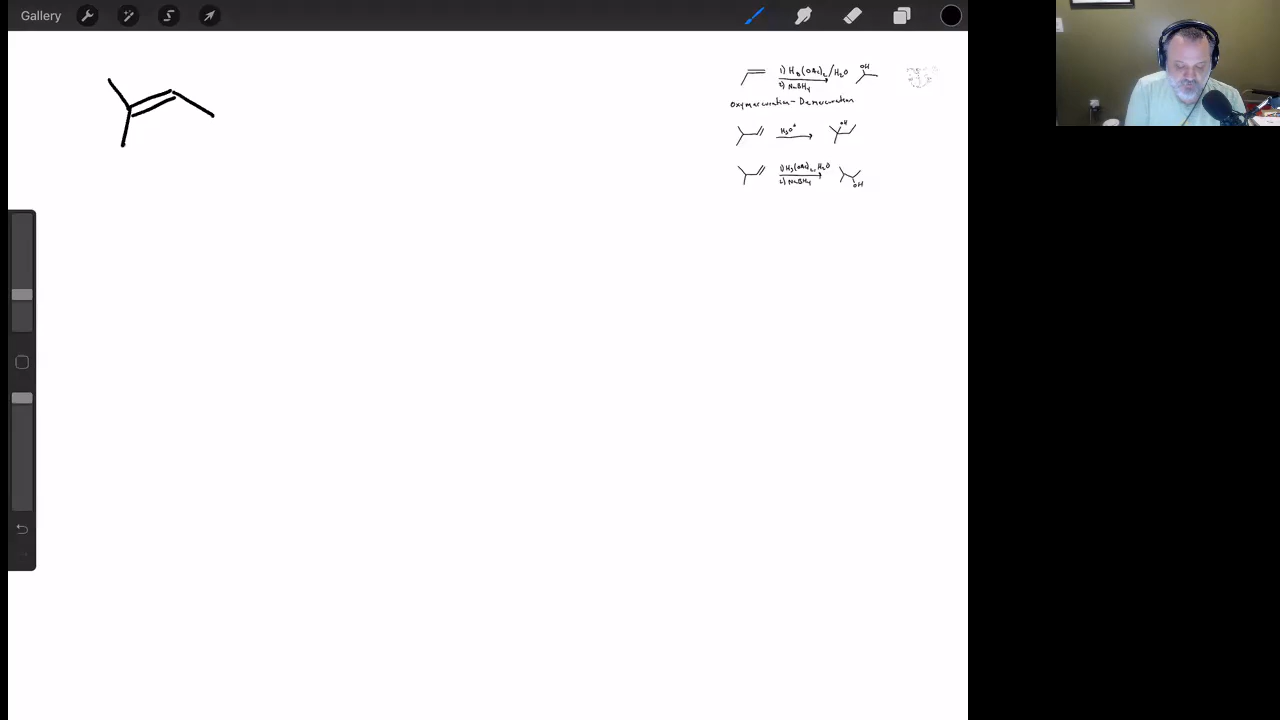 Gallery
OH
1) Hg(OAc)2/H2O
2) NaBH4
Oxymercuration - Demercuration
H3O+
OH
1) Hg(OAc)2, H2O
2) NaBH4
OH